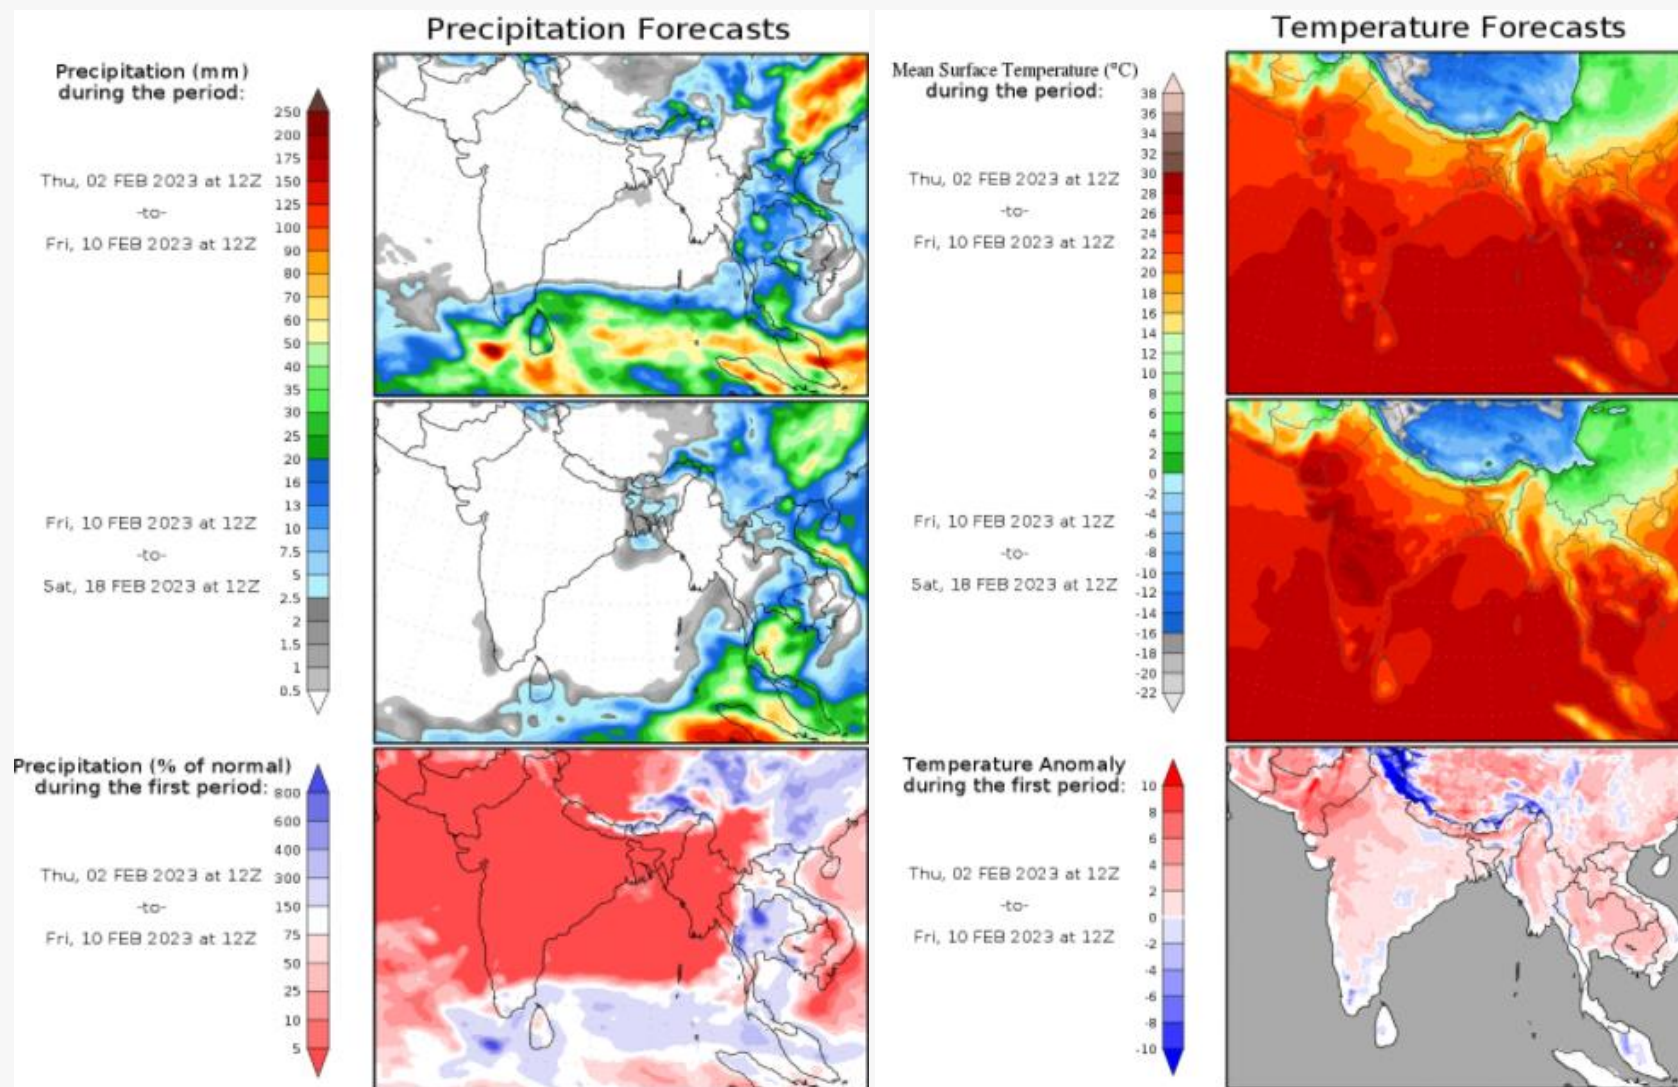 Precipitation Forecasts
Precipitation (mm)
during the period:
250
200
175
150
125
100
90
80
70
60
50
40
35
30
25
20
16
13
10
7.5
5
2.5
2
1.5
1
0.5
Thu, 02 FEB 2023 at 12Z
-to-
Fri, 10 FEB 2023 at 12Z
Fri, 10 FEB 2023 at 12Z
-to-
Sat, 18 FEB 2023 at 12Z
Precipitation (% of normal)
during the first period:
800
600
400
300
150
75
50
25
10
5
Thu, 02 FEB 2023 at 12Z
-to-
Fri, 10 FEB 2023 at 12Z
Temperature Forecasts
Mean Surface Temperature (°C)
during the period:
38
36
34
32
30
28
26
24
22
20
18
16
14
12
10
8
6
4
2
0
-2
-4
-6
-8
-10
-12
-14
-16
-18
-20
-22
Thu, 02 FEB 2023 at 12Z
-to-
Fri, 10 FEB 2023 at 12Z
Fri, 10 FEB 2023 at 12Z
-to-
Sat, 18 FEB 2023 at 12Z
Temperature Anomaly
during the first period:
10
8
6
4
2
0
-2
-4
-6
-8
-10
Thu, 02 FEB 2023 at 12Z
-to-
Fri, 10 FEB 2023 at 12Z